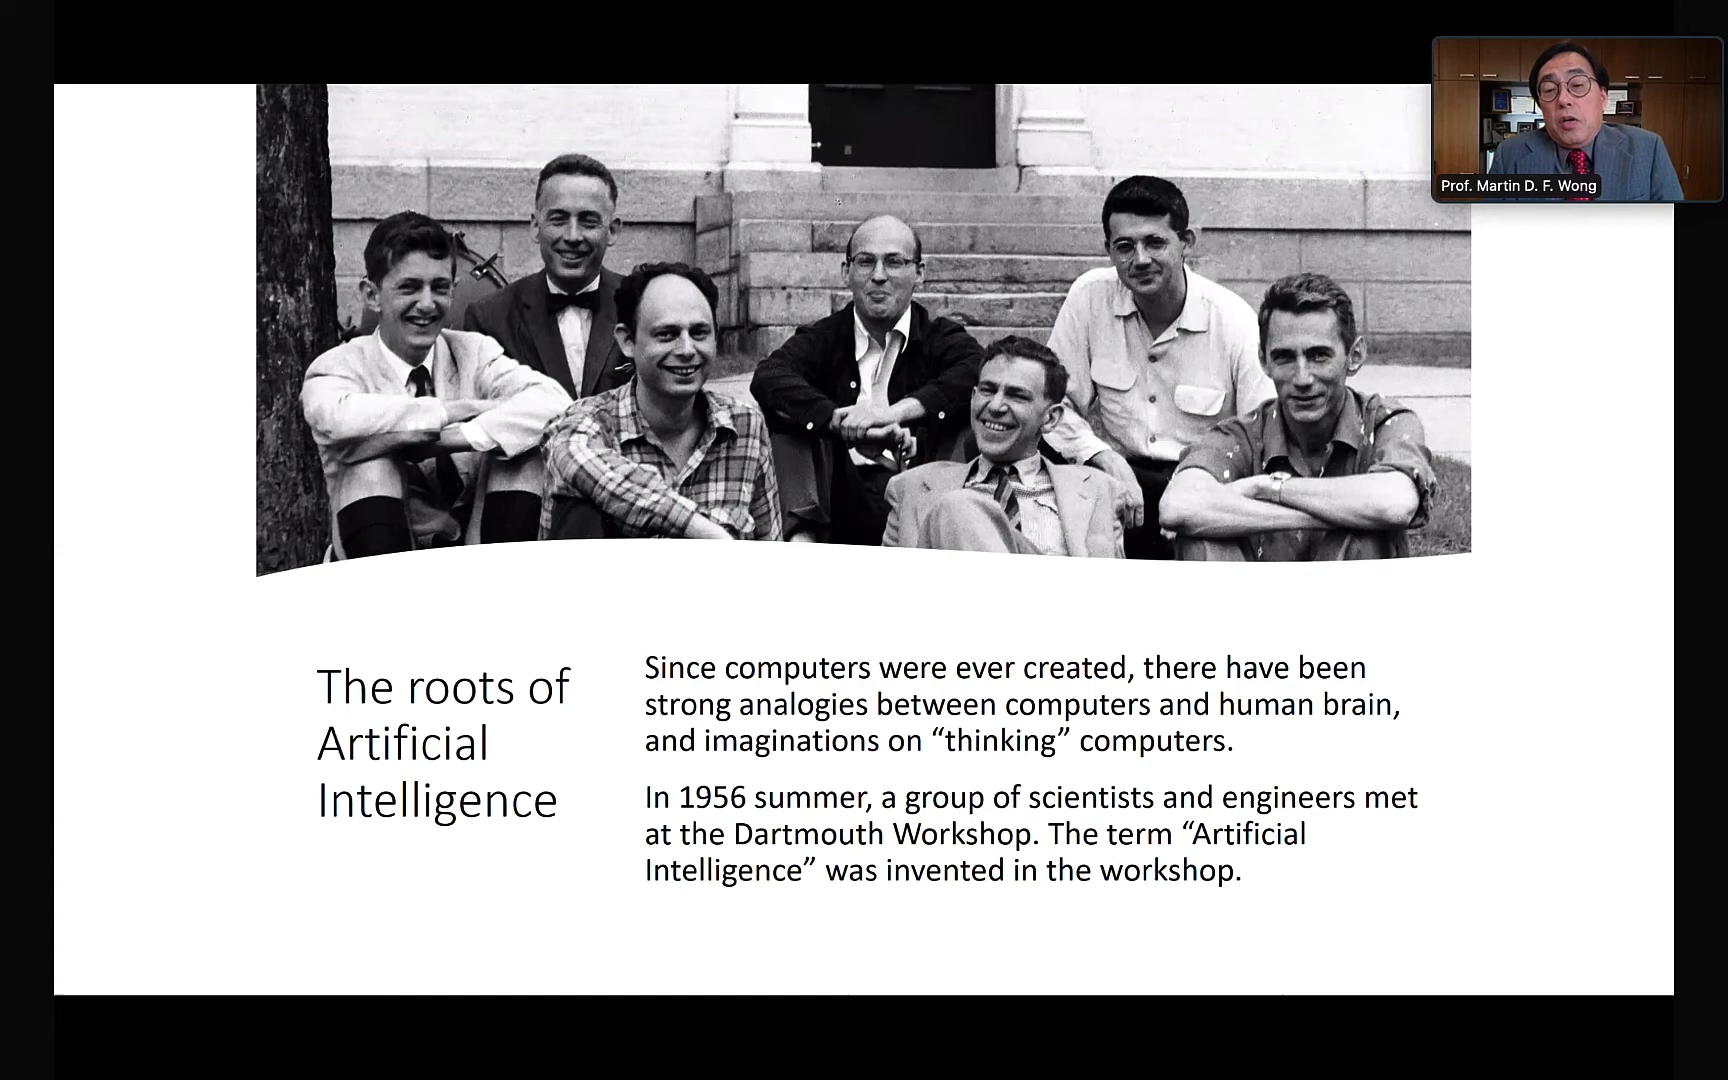 Prof. Martin D. F. Wong
The roots of
Artificial
Intelligence
Since computers were ever created, there have been
strong analogies between computers and human brain,
and imaginations on “thinking” computers.
In 1956 summer, a group of scientists and engineers met
at the Dartmouth Workshop. The term “Artificial
Intelligence” was invented in the workshop.